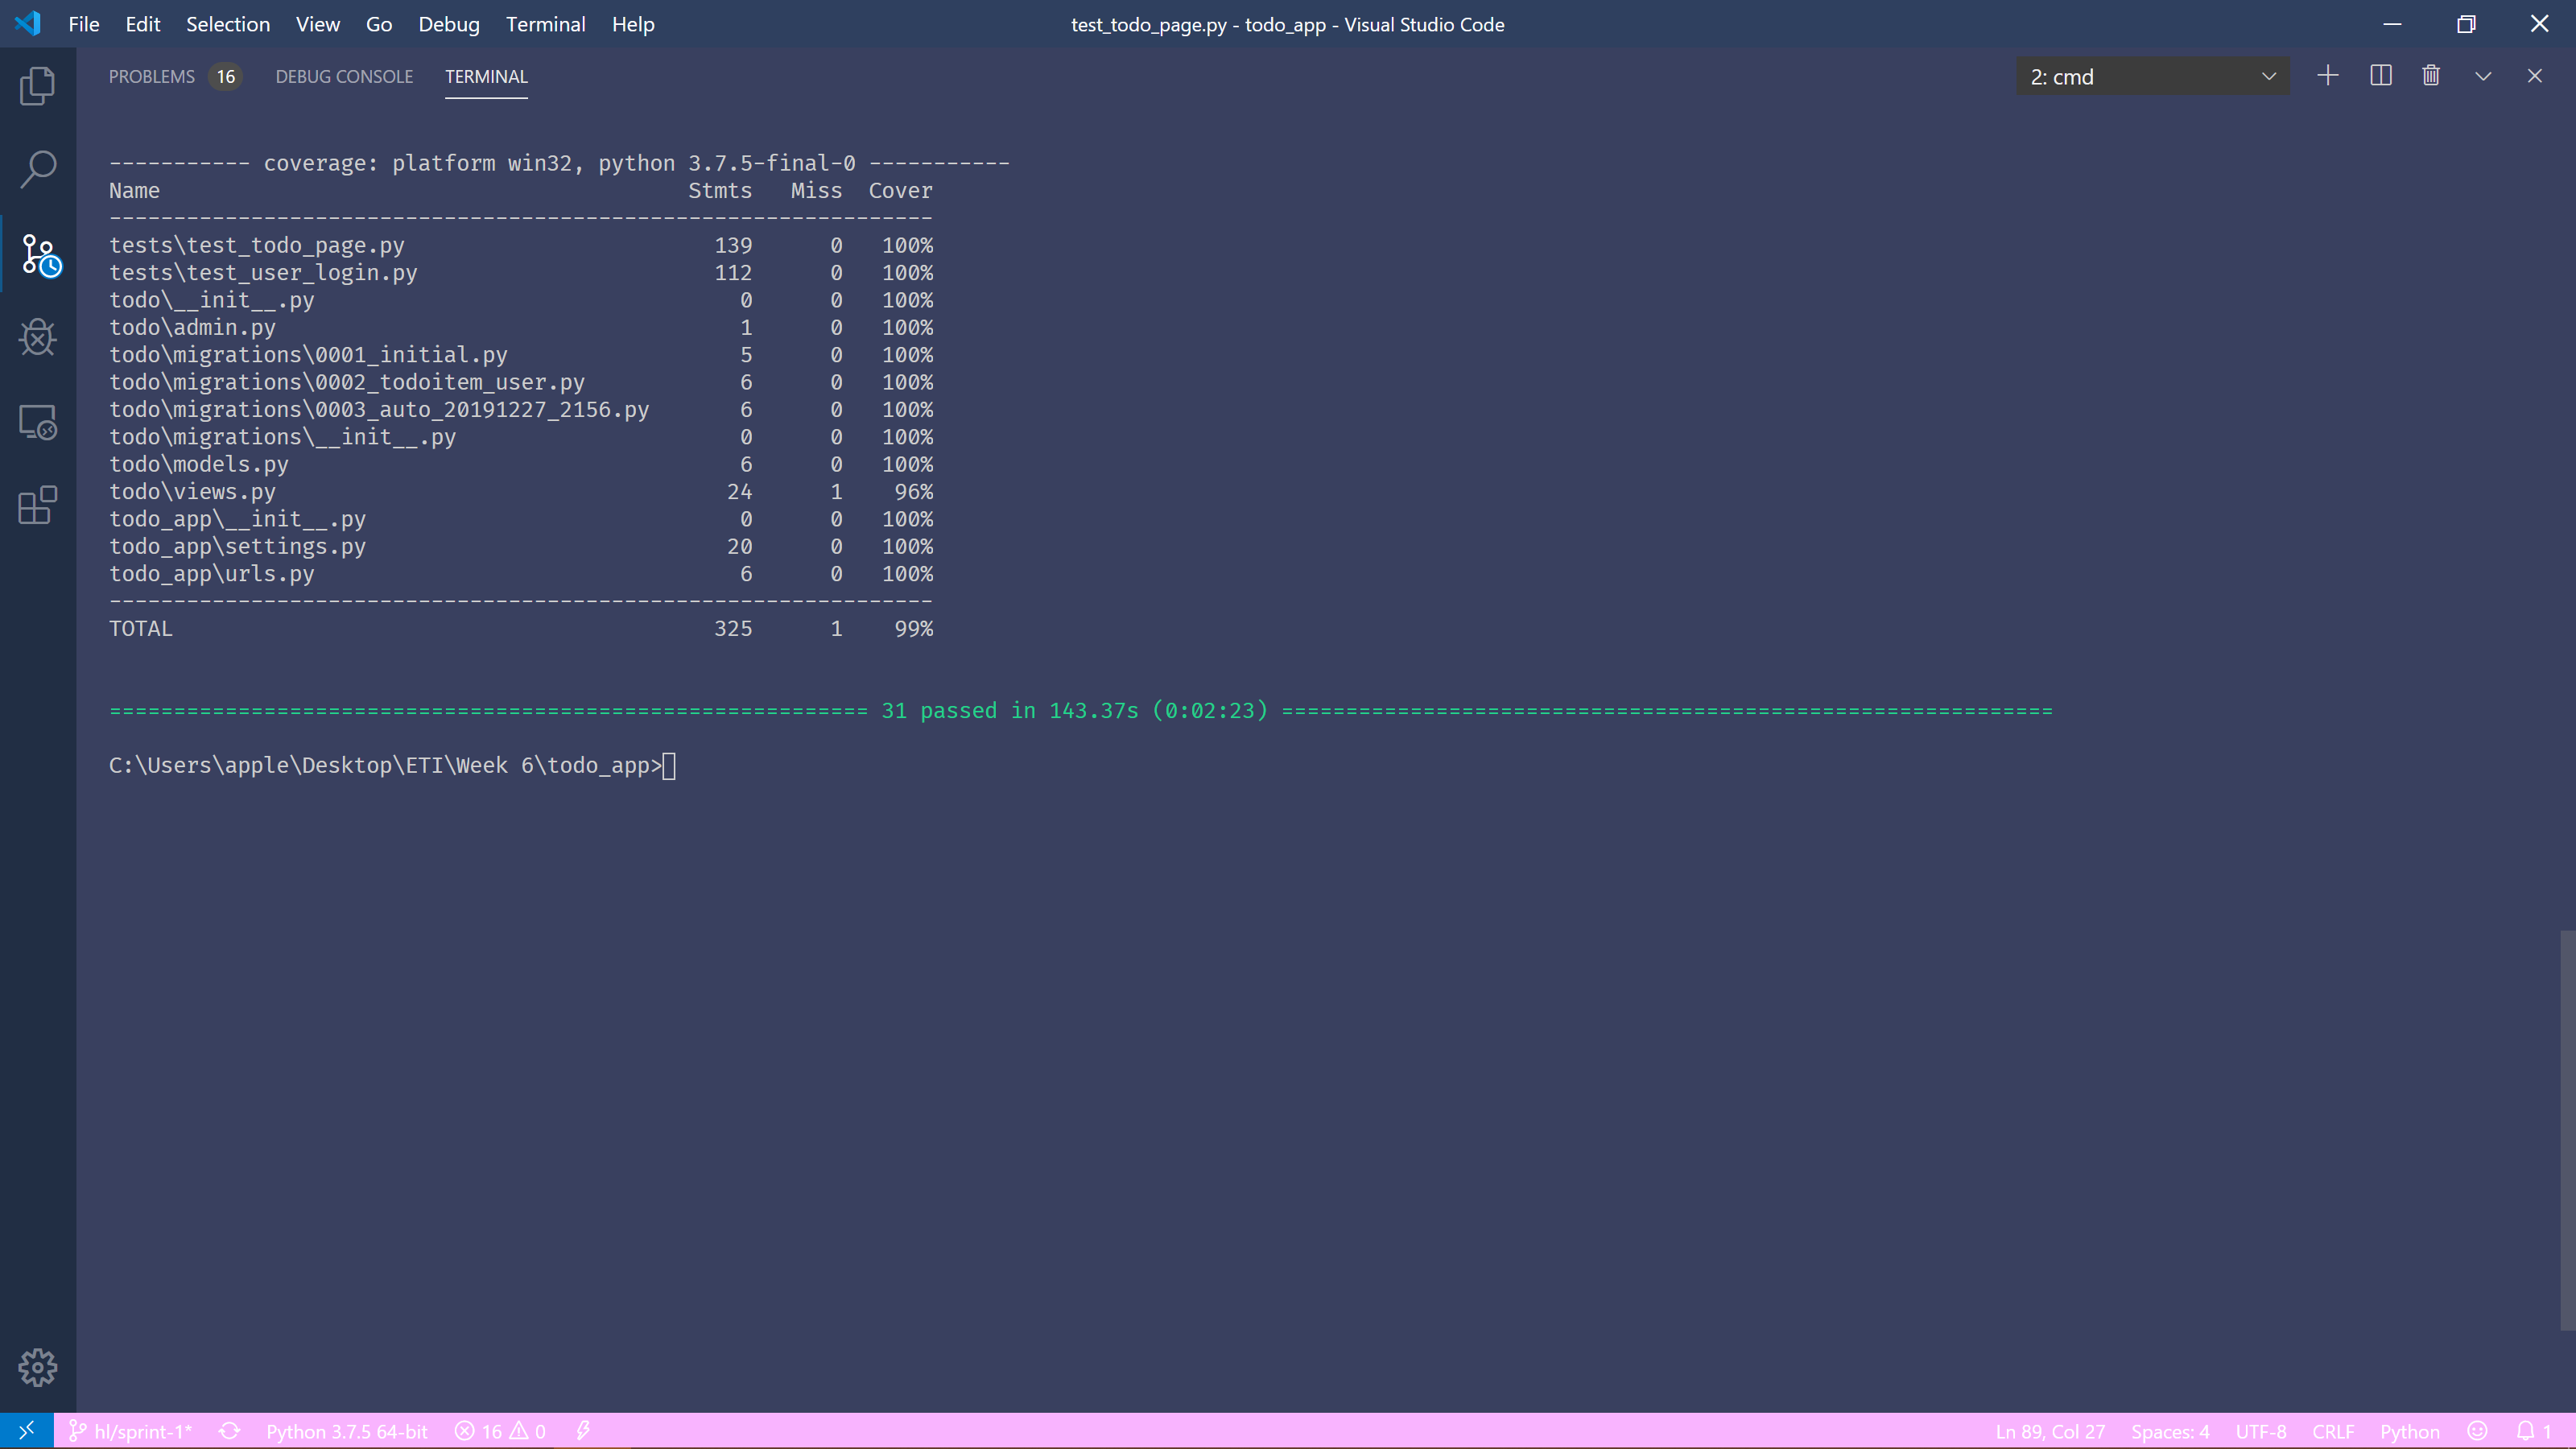 File Edit Selection View Go Debug Terminal Help test_todo_page.py - todo_app - Visual Studio Code
PROBLEMS 16 DEBUG CONSOLE TERMINAL 2: cmd
----------- coverage: platform win32, python 3.7.5-final-0 -----------
Name                                         Stmts   Miss  Cover
----------------------------------------------------------------
tests\test_todo_page.py                        139      0   100%
tests\test_user_login.py                       112      0   100%
todo\__init__.py                                 0      0   100%
todo\admin.py                                    1      0   100%
todo\migrations\0001_initial.py                  5      0   100%
todo\migrations\0002_todoitem_user.py            6      0   100%
todo\migrations\0003_auto_20191227_2156.py       6      0   100%
todo\migrations\__init__.py                      0      0   100%
todo\models.py                                   6      0   100%
todo\views.py                                   24      1    96%
todo_app\__init__.py                             0      0   100%
todo_app\settings.py                            20      0   100%
todo_app\urls.py                                 6      0   100%
----------------------------------------------------------------
TOTAL                                          325      1    99%
=========================================================== 31 passed in 143.37s (0:02:23) ============================================================
C:\Users\apple\Desktop\ETI\Week 6\todo_app>
hl/sprint-1* Python 3.7.5 64-bit 16 0 Ln 89, Col 27 Spaces: 4 UTF-8 CRLF Python 1